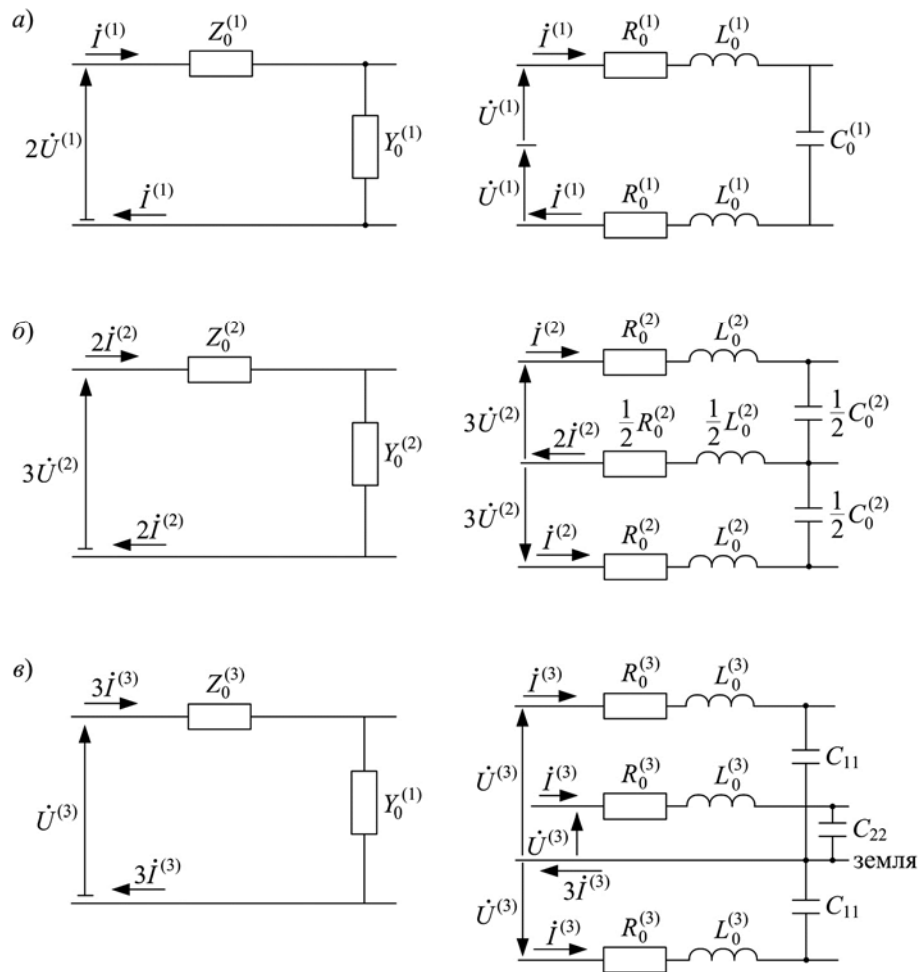 а)
İ⁽¹⁾ Z₀⁽¹⁾
2U̇⁽¹⁾ Y₀⁽¹⁾
İ⁽¹⁾
İ⁽¹⁾ R₀⁽¹⁾ L₀⁽¹⁾
U̇⁽¹⁾
C₀⁽¹⁾
U̇⁽¹⁾ İ⁽¹⁾ R₀⁽¹⁾ L₀⁽¹⁾
б)
2İ⁽²⁾ Z₀⁽²⁾
3U̇⁽²⁾ Y₀⁽²⁾
2İ⁽²⁾
İ⁽²⁾ R₀⁽²⁾ L₀⁽²⁾
3U̇⁽²⁾ 1/2 C₀⁽²⁾
2İ⁽²⁾ 1/2 R₀⁽²⁾ 1/2 L₀⁽²⁾
3U̇⁽²⁾ 1/2 C₀⁽²⁾
İ⁽²⁾ R₀⁽²⁾ L₀⁽²⁾
в)
3İ⁽³⁾ Z₀⁽³⁾
U̇⁽³⁾ Y₀⁽¹⁾
3İ⁽³⁾
İ⁽³⁾ R₀⁽³⁾ L₀⁽³⁾
C₁₁
U̇⁽³⁾ İ⁽³⁾ R₀⁽³⁾ L₀⁽³⁾
C₂₂
U̇⁽³⁾
земля
3İ⁽³⁾
U̇⁽³⁾ C₁₁
İ⁽³⁾ R₀⁽³⁾ L₀⁽³⁾